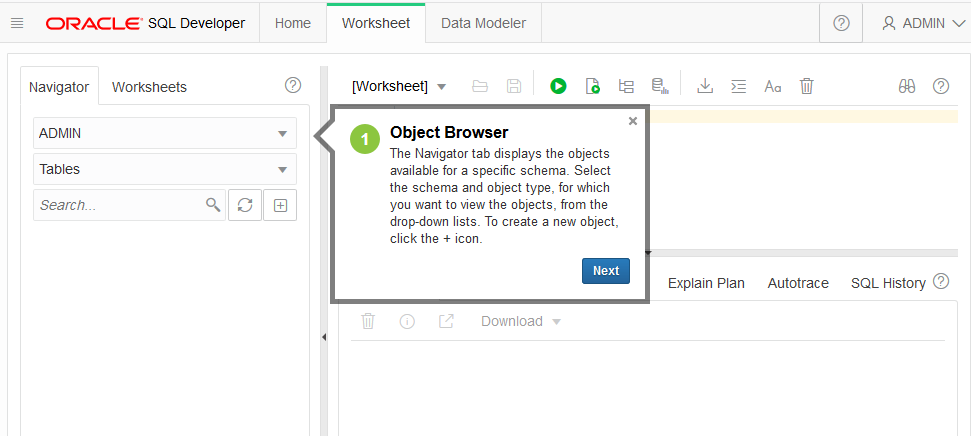 ORACLE SQL Developer Home Worksheet Data Modeler ADMIN
Navigator Worksheets
[Worksheet] Aa
ADMIN
Tables
Search...
1
Object Browser
The Navigator tab displays the objects
available for a specific schema. Select
the schema and object type, for which
you want to view the objects, from the
drop-down lists. To create a new object,
click the + icon.
Next
Explain Plan Autotrace SQL History
Download